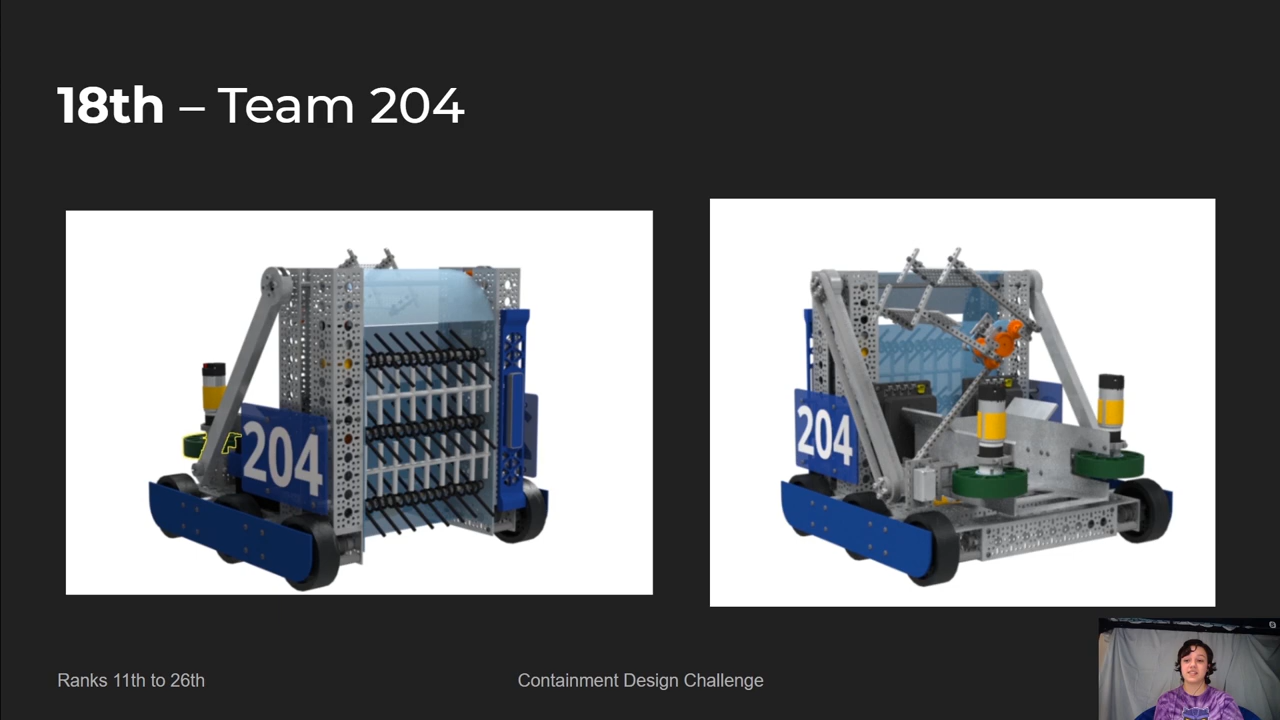 18th – Team 204
204
204
Ranks 11th to 26th
Containment Design Challenge